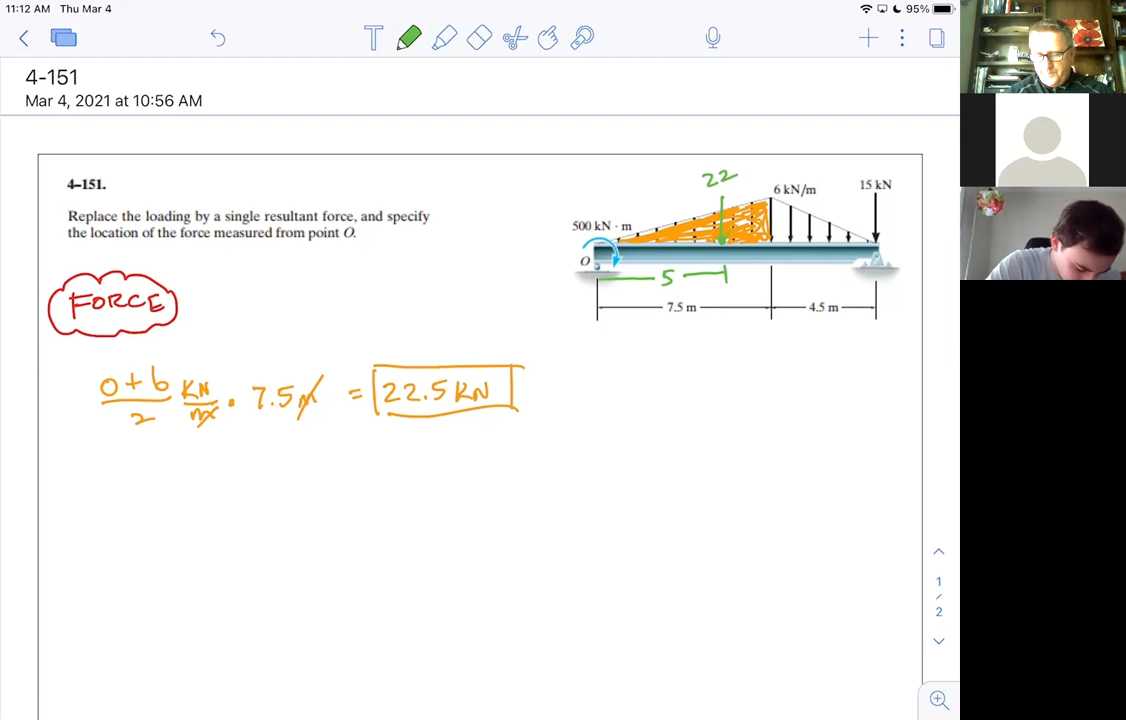 11:12 AM Thu Mar 4
95%
4-151
Mar 4, 2021 at 10:56 AM
4–151.
Replace the loading by a single resultant force, and specify
the location of the force measured from point O.
22
6 kN/m
15 kN
500 kN · m
O
5
7.5 m
4.5 m
FORCE
0+6/2 KN/m · 7.5m = 22.5 KN
T
1
/
2